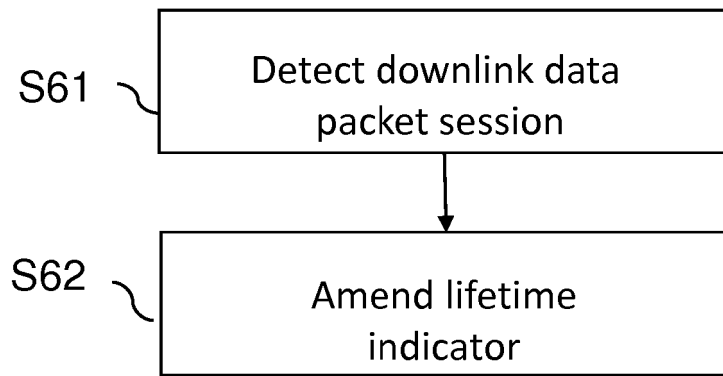 S61
Detect downlink data
packet session
S62
Amend lifetime
indicator